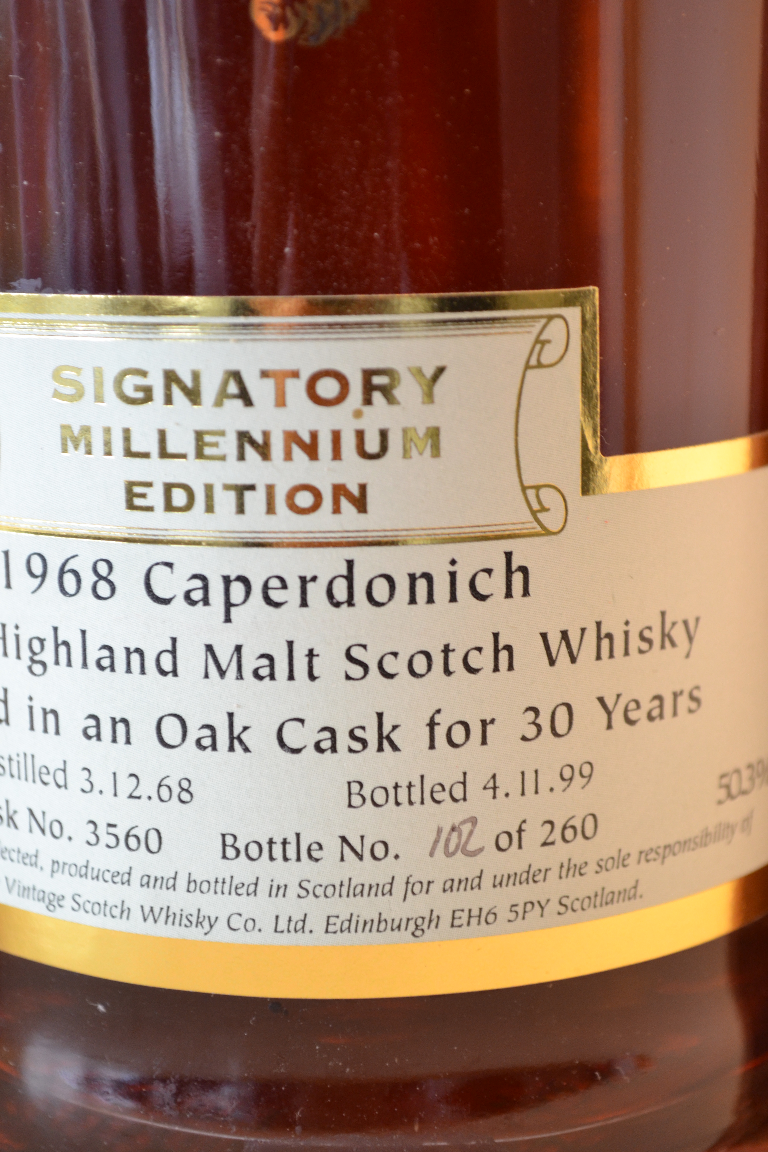 SIGNATORY
MILLENNIUM
EDITION
1968 Caperdonich
Highland Malt Scotch Whisky
d in an Oak Cask for 30 Years
stilled 3.12.68 Bottled 4.11.99 50.3%
sk No. 3560 Bottle No. 102 of 260
lected, produced and bottled in Scotland for and under the sole responsibility of
Vintage Scotch Whisky Co. Ltd. Edinburgh EH6 5PY Scotland.